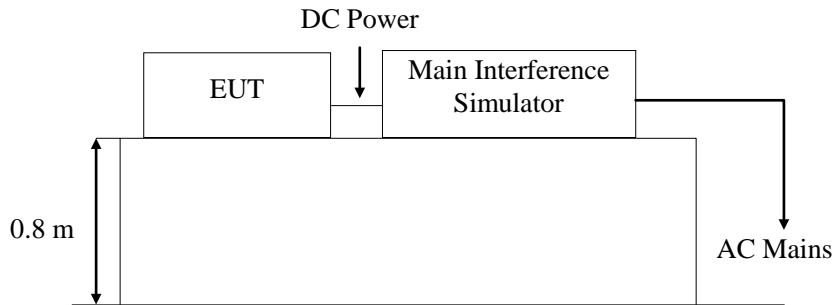 DC Power
EUT
Main Interference
Simulator
0.8 m
AC Mains